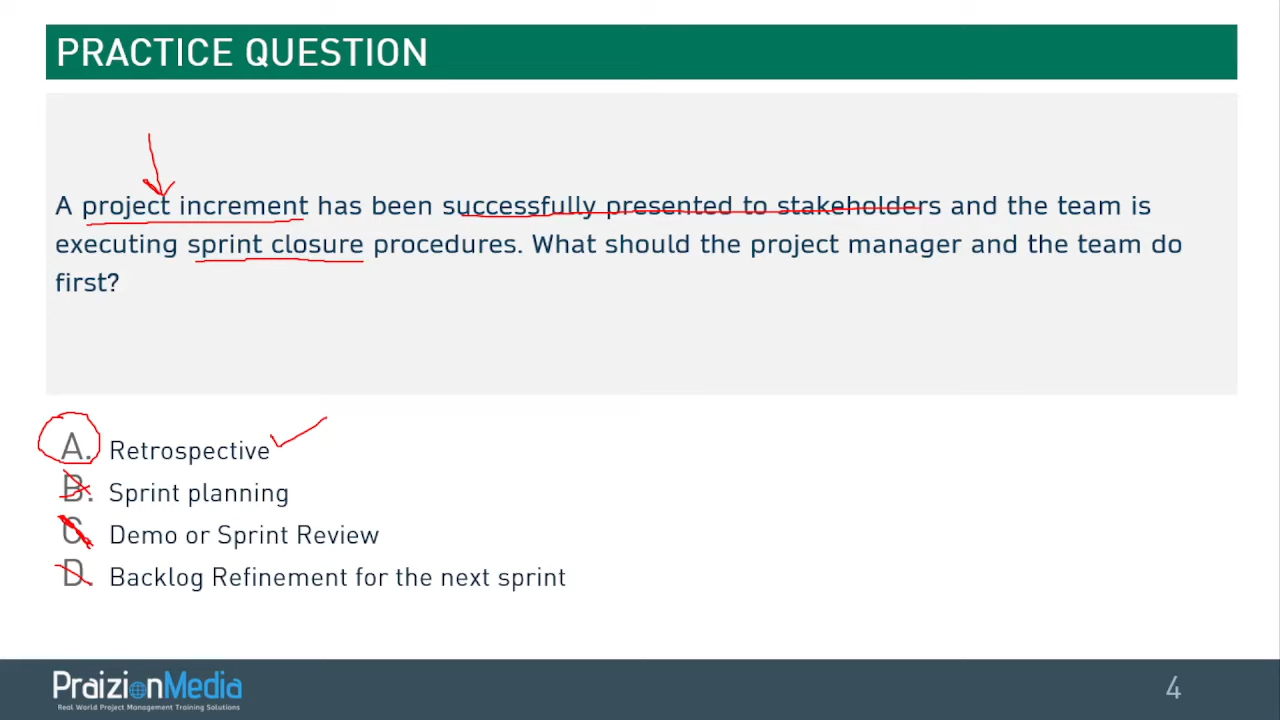 PRACTICE QUESTION
A project increment has been successfully presented to stakeholders and the team is
executing sprint closure procedures. What should the project manager and the team do
first?
A. Retrospective
B. Sprint planning
C. Demo or Sprint Review
D. Backlog Refinement for the next sprint
PraizionMedia
Real World Project Management Training Solutions
4